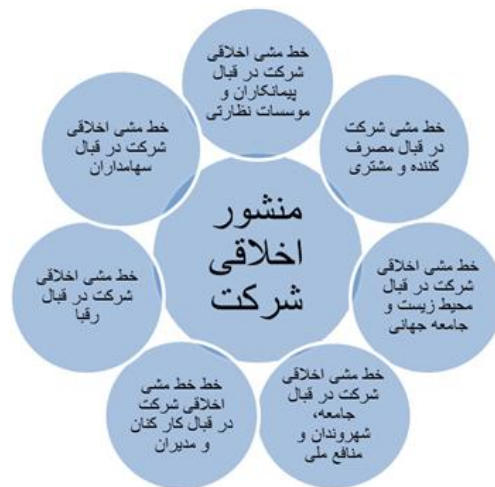 خط مشی اخلاقی
شرکت در قبال
پیمانکاران و
موسسات نظارتی
خط مشی شرکت
در قبال مصرف
کننده و مشتری
خط مشی اخلاقی
شرکت در قبال
محیط زیست و
جامعه جهانی
خط مشی اخلاقی
شرکت در قبال
جامعه،
شهروندان و
منافع ملی
خط خط مشی
اخلاقی شرکت
در قبال کار کنان
و مدیران
خط مشی اخلاقی
شرکت در قبال
رقبا
خط مشی اخلاقی
شرکت در قبال
سهامداران
منشور
اخلاقی
شرکت